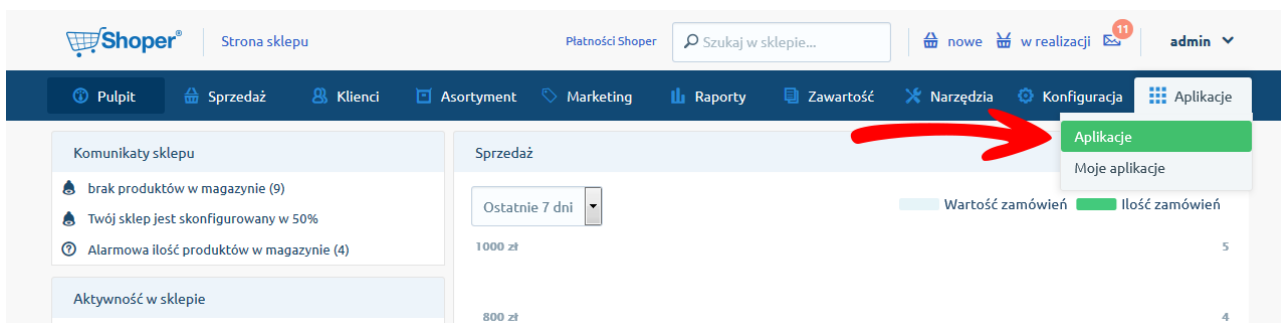 Shoper® Strona sklepu Płatności Shoper Szukaj w sklepie... nowe w realizacji 11 admin
Pulpit Sprzedaż Klienci Asortyment Marketing Raporty Zawartość Narzędzia Konfiguracja Aplikacje
Aplikacje
Moje aplikacje
Komunikaty sklepu
brak produktów w magazynie (9)
Twój sklep jest skonfigurowany w 50%
Alarmowa ilość produktów w magazynie (4)
Aktywność w sklepie
Sprzedaż
Ostatnie 7 dni Wartość zamówień Ilość zamówień
1000 zł 5
800 zł 4